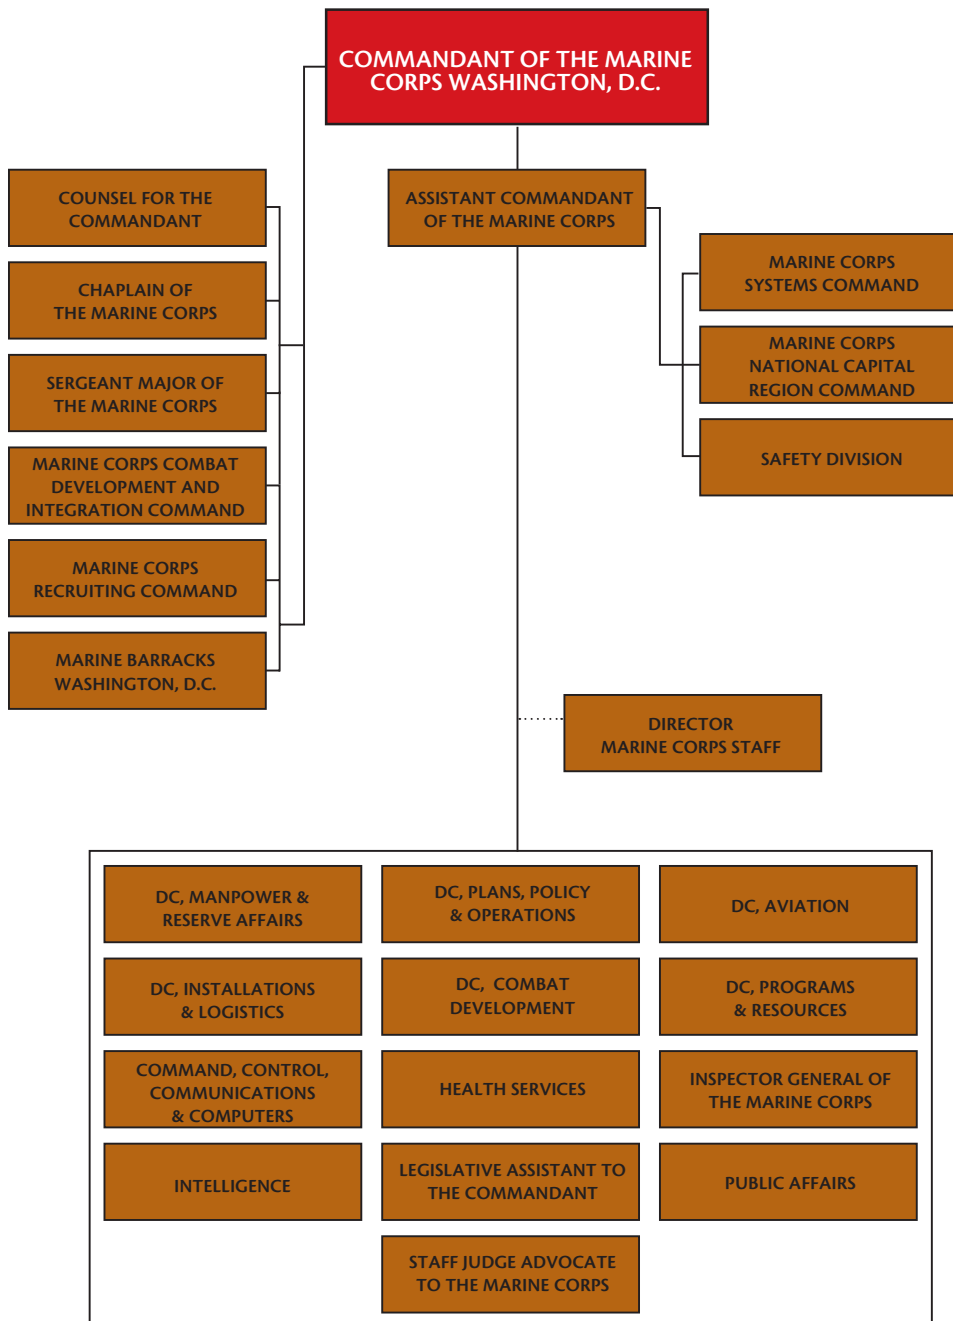 COMMANDANT OF THE MARINE
CORPS WASHINGTON, D.C.
COUNSEL FOR THE
COMMANDANT
ASSISTANT COMMANDANT
OF THE MARINE CORPS
CHAPLAIN OF
THE MARINE CORPS
MARINE CORPS
SYSTEMS COMMAND
SERGEANT MAJOR OF
THE MARINE CORPS
MARINE CORPS
NATIONAL CAPITAL
REGION COMMAND
MARINE CORPS COMBAT
DEVELOPMENT AND
INTEGRATION COMMAND
SAFETY DIVISION
MARINE CORPS
RECRUITING COMMAND
MARINE BARRACKS
WASHINGTON, D.C.
DIRECTOR
MARINE CORPS STAFF
DC, MANPOWER &
RESERVE AFFAIRS
DC, PLANS, POLICY
& OPERATIONS
DC, AVIATION
DC, INSTALLATIONS
& LOGISTICS
DC, COMBAT
DEVELOPMENT
DC, PROGRAMS
& RESOURCES
COMMAND, CONTROL,
COMMUNICATIONS
& COMPUTERS
HEALTH SERVICES
INSPECTOR GENERAL OF
THE MARINE CORPS
INTELLIGENCE
LEGISLATIVE ASSISTANT TO
THE COMMANDANT
PUBLIC AFFAIRS
STAFF JUDGE ADVOCATE
TO THE MARINE CORPS